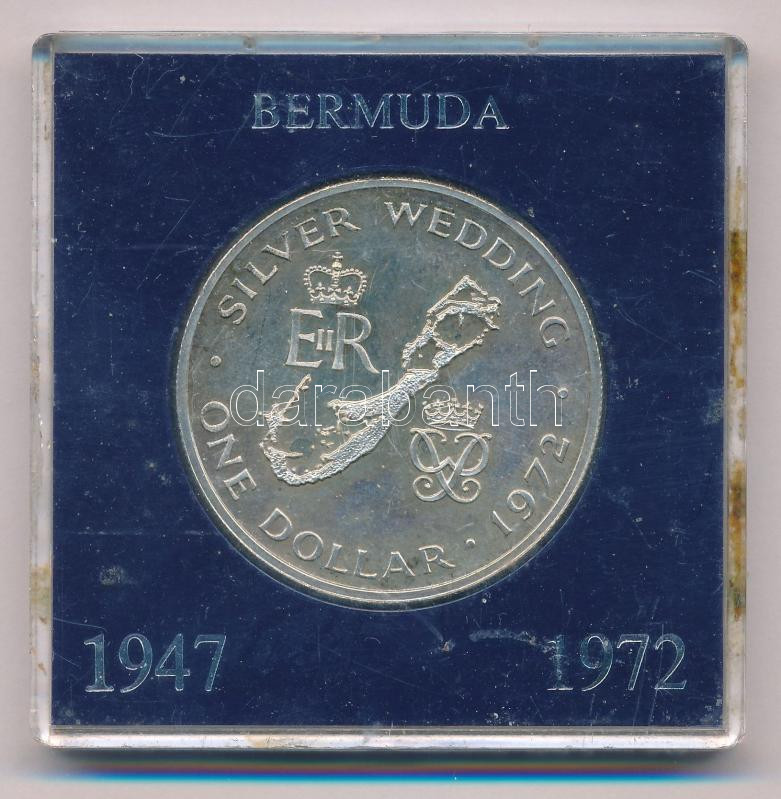 BERMUDA
SILVER WEDDING
EIIR
ONE DOLLAR · 1972 ·
darabanth
1947 1972